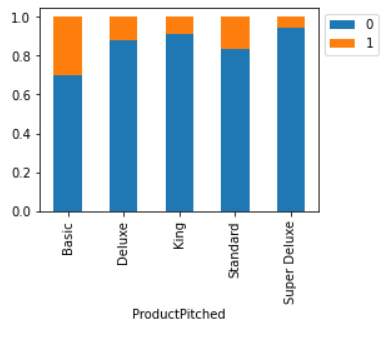 1.0
0.8
0.6
0.4
0.2
0.0
0
1
Basic
Deluxe
King
Standard
Super Deluxe
ProductPitched